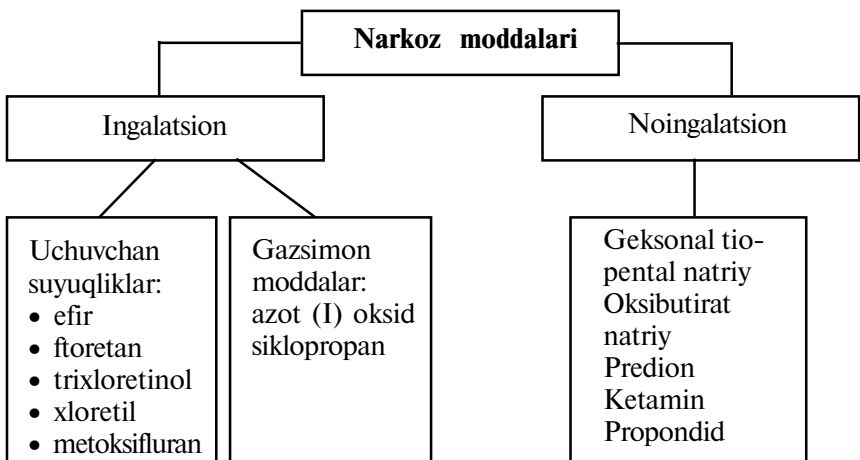 Narkoz moddalari
Ingalatsion
Noingalatsion
Uchuvchan
suyuqliklar:
• efir
• ftoretan
• trixloretinol
• xloretil
• metoksifluran
Gazsimon
moddalar:
azot (I) oksid
siklopropan
Geksonal tio-
pental natriy
Oksibutirat
natriy
Predion
Ketamin
Propondid